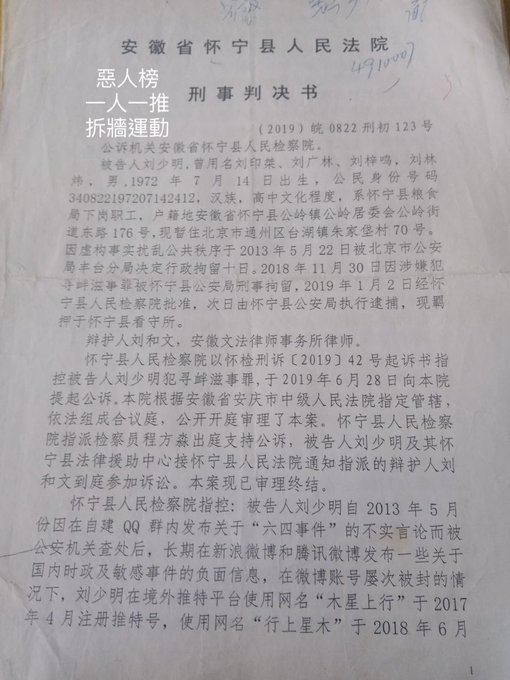 安徽省怀宁县人民法院
4910007
惡人榜
一人一推
拆牆運動
刑事判决书
(2019)皖0822刑初123号
公诉机关安徽省怀宁县人民检察院。
被告人刘少明,曾用名刘印桀、刘广林、刘梓鸣、刘林
炜,男,1972年7月14日出生,公民身份号码
340822197207142412,汉族,高中文化程度,系怀宁县粮食
局下岗职工,户籍地安徽省怀宁县公岭镇公岭居委会公岭街
道东路176号,现暂住北京市通州区台湖镇朱家垡村70号。
因虚构事实扰乱公共秩序于2013年5月22日被北京市公安
局丰台分局决定行政拘留十日。2018年11月30日因涉嫌犯
寻衅滋事罪被怀宁县公安局刑事拘留,2019年1月2日经怀
宁县人民检察院批准,次日由怀宁县公安局执行逮捕,现羁
押于怀宁县看守所。
辩护人刘和文,安徽文法律师事务所律师。
怀宁县人民检察院以怀检刑诉〔2019〕42号起诉书指
控被告人刘少明犯寻衅滋事罪,于2019年6月28日向本院
提起公诉。本院根据安徽省安庆市中级人民法院指定管辖,
依法组成合议庭,公开开庭审理了本案。怀宁县人民检察
院指派检察员程方淼出庭支持公诉,被告人刘少明及其怀
宁县法律援助中心接怀宁县人民法院通知指派的辩护人刘
和文到庭参加诉讼。本案现已审理终结。
怀宁县人民检察院指控:被告人刘少明自2013年5月
份因在自建QQ群内发布关于“六四事件”的不实言论而被
公安机关查处后,长期在新浪微博和腾讯微博发布一些关于
国内时政及敏感事件的负面信息,在微博账号屡次被封的情
况下,刘少明在境外推特平台使用网名“木星上行”于2017
年4月注册推特号,使用网名“行上星木”于2018年6月
1